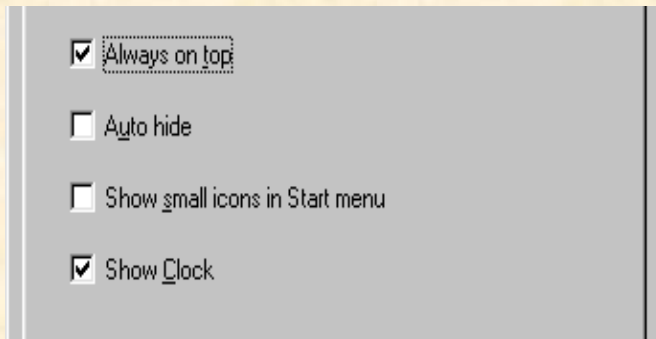 Always on top
Auto hide
Show small icons in Start menu
Show Clock